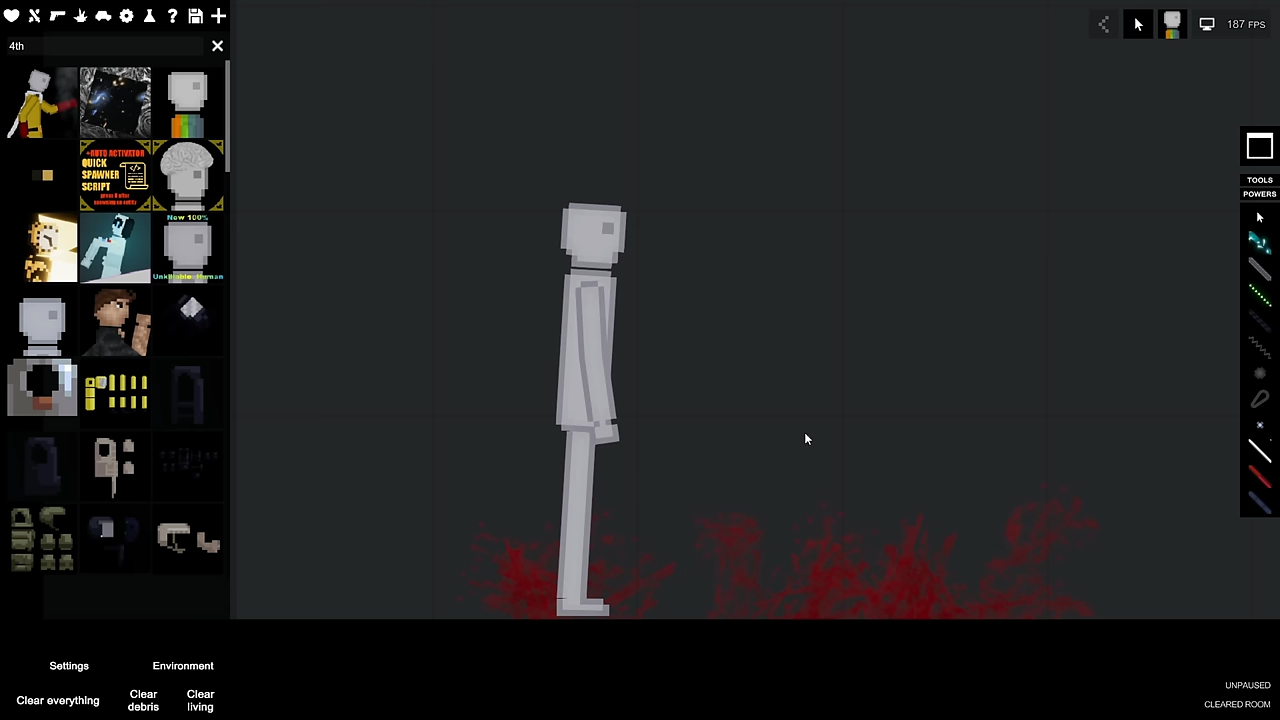 187 FPS
4th
+AUTO ACTIVATOR
QUICK
SPAWNER
SCRIPT
Now 100%
Unkillable Human
TOOLS
POWERS
Settings
Environment
Clear everything
Clear
debris
Clear
living
UNPAUSED
CLEARED ROOM